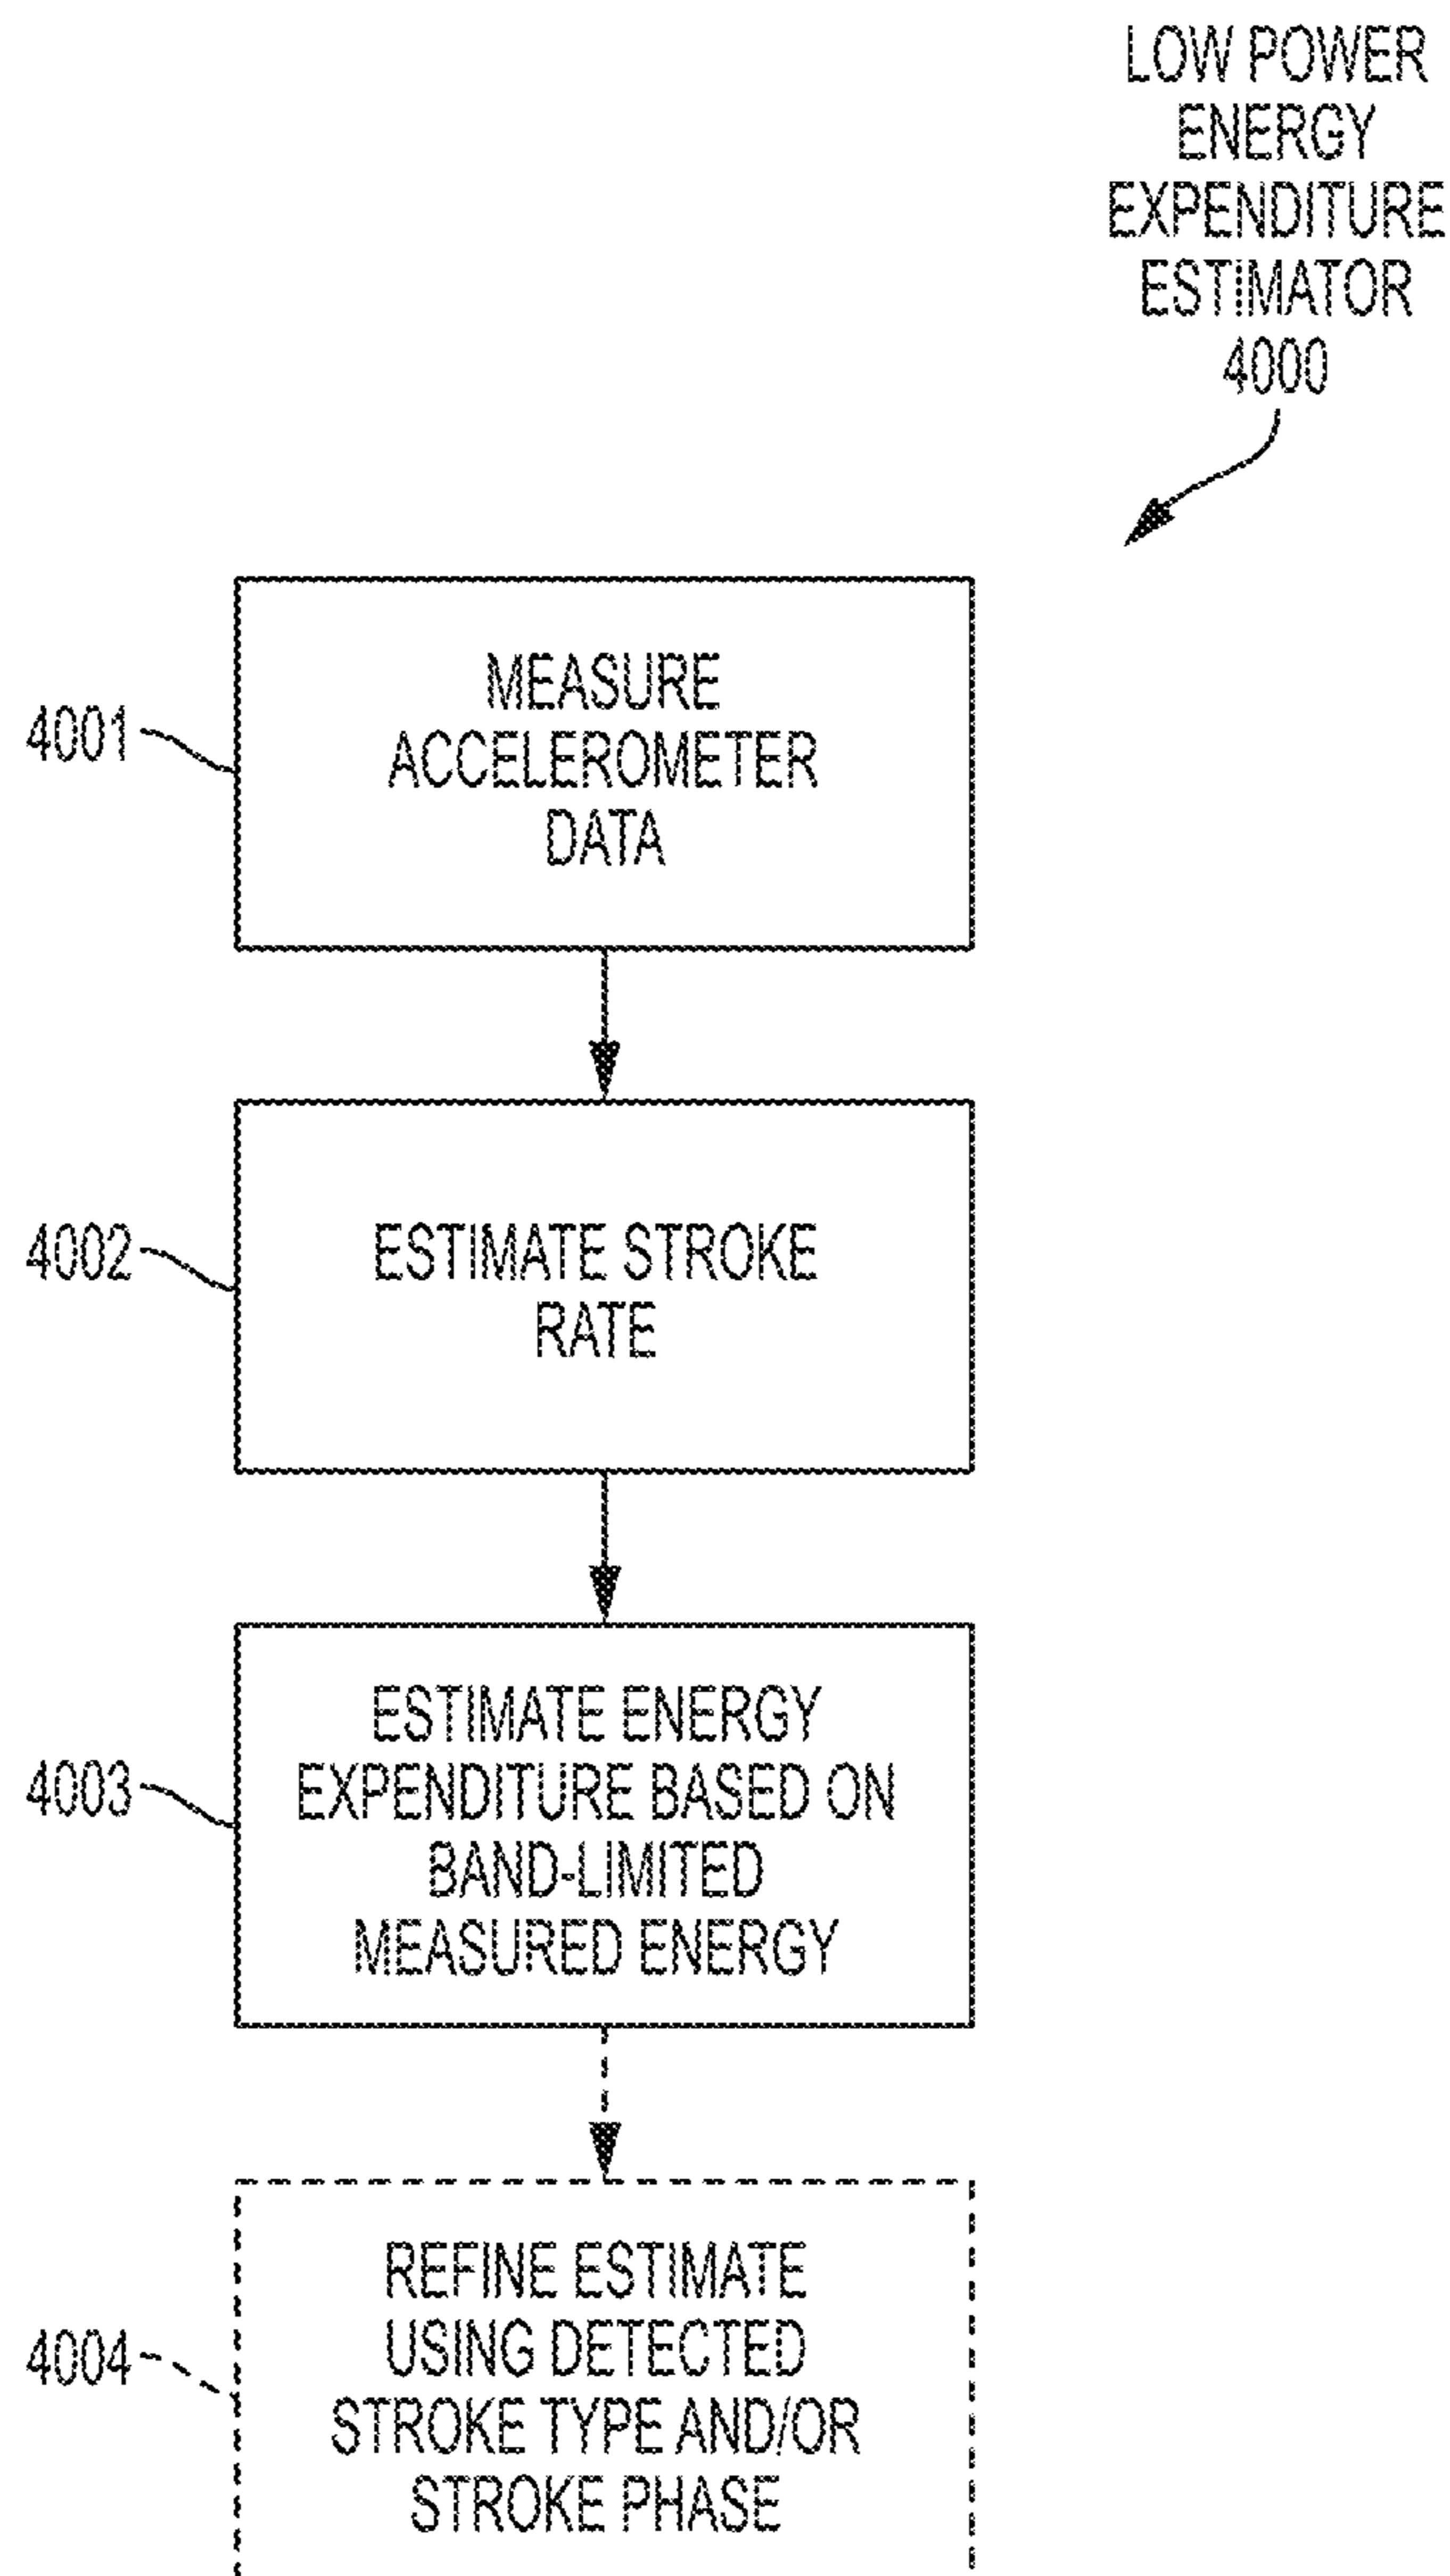 LOW POWER
ENERGY
EXPENDITURE
ESTIMATOR
4000
4001
MEASURE
ACCELEROMETER
DATA
4002
ESTIMATE STROKE
RATE
4003
ESTIMATE ENERGY
EXPENDITURE BASED ON
BAND-LIMITED
MEASURED ENERGY
4004
REFINE ESTIMATE
USING DETECTED
STROKE TYPE AND/OR
STROKE PHASE